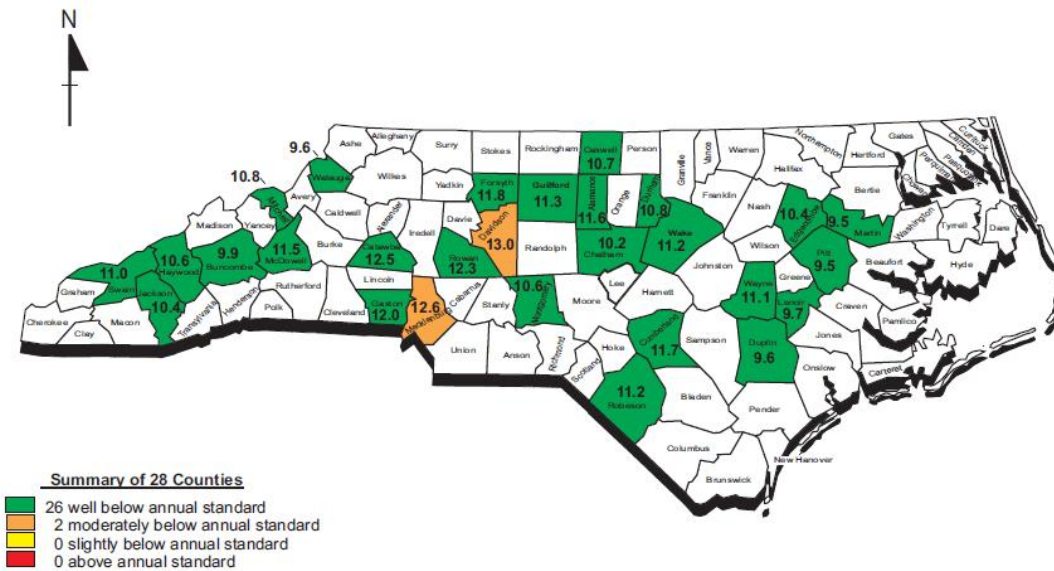 N
Ashe
Alleghany
Surry
Stokes
Rockingham
Caswell
10.7
Person
Granville
Vance
Warren
Northampton
Gates
Hertford
Currituck
Camden
Pasquotank
Perquimans
Chowan
Halifax
Bertie
9.6
Watauga
Wilkes
Yadkin
Forsyth
11.8
Guilford
11.3
Alamance
11.6
Orange
Durham
10.8
Franklin
Nash
Edgecombe
10.4
Martin
9.5
Washington
Tyrrell
Dare
10.8
Mitchell
Avery
Caldwell
Alexander
Iredell
Davie
Davidson
13.0
Randolph
10.2
Chatham
Wake
11.2
Wilson
Pitt
9.5
Beaufort
Hyde
Madison
Yancey
11.5
McDowell
Burke
Catawba
12.5
Rowan
12.3
Johnston
Greene
11.0
Swain
10.6
Haywood
9.9
Buncombe
Rutherford
Lincoln
Cabarrus
Stanly
10.6
Montgomery
Moore
Lee
Harnett
Wayne
11.1
Lenoir
9.7
Craven
Pamlico
Graham
Jackson
10.4
Transylvania
Henderson
Polk
Cleveland
Gaston
12.0
12.6
Mecklenburg
Cherokee
Clay
Macon
Union
Anson
Richmond
Scotland
Hoke
Cumberland
11.7
Sampson
Duplin
9.6
Jones
Onslow
Carteret
11.2
Robeson
Bladen
Pender
Columbus
New Hanover
Brunswick
Summary of 28 Counties
26 well below annual standard
2 moderately below annual standard
0 slightly below annual standard
0 above annual standard